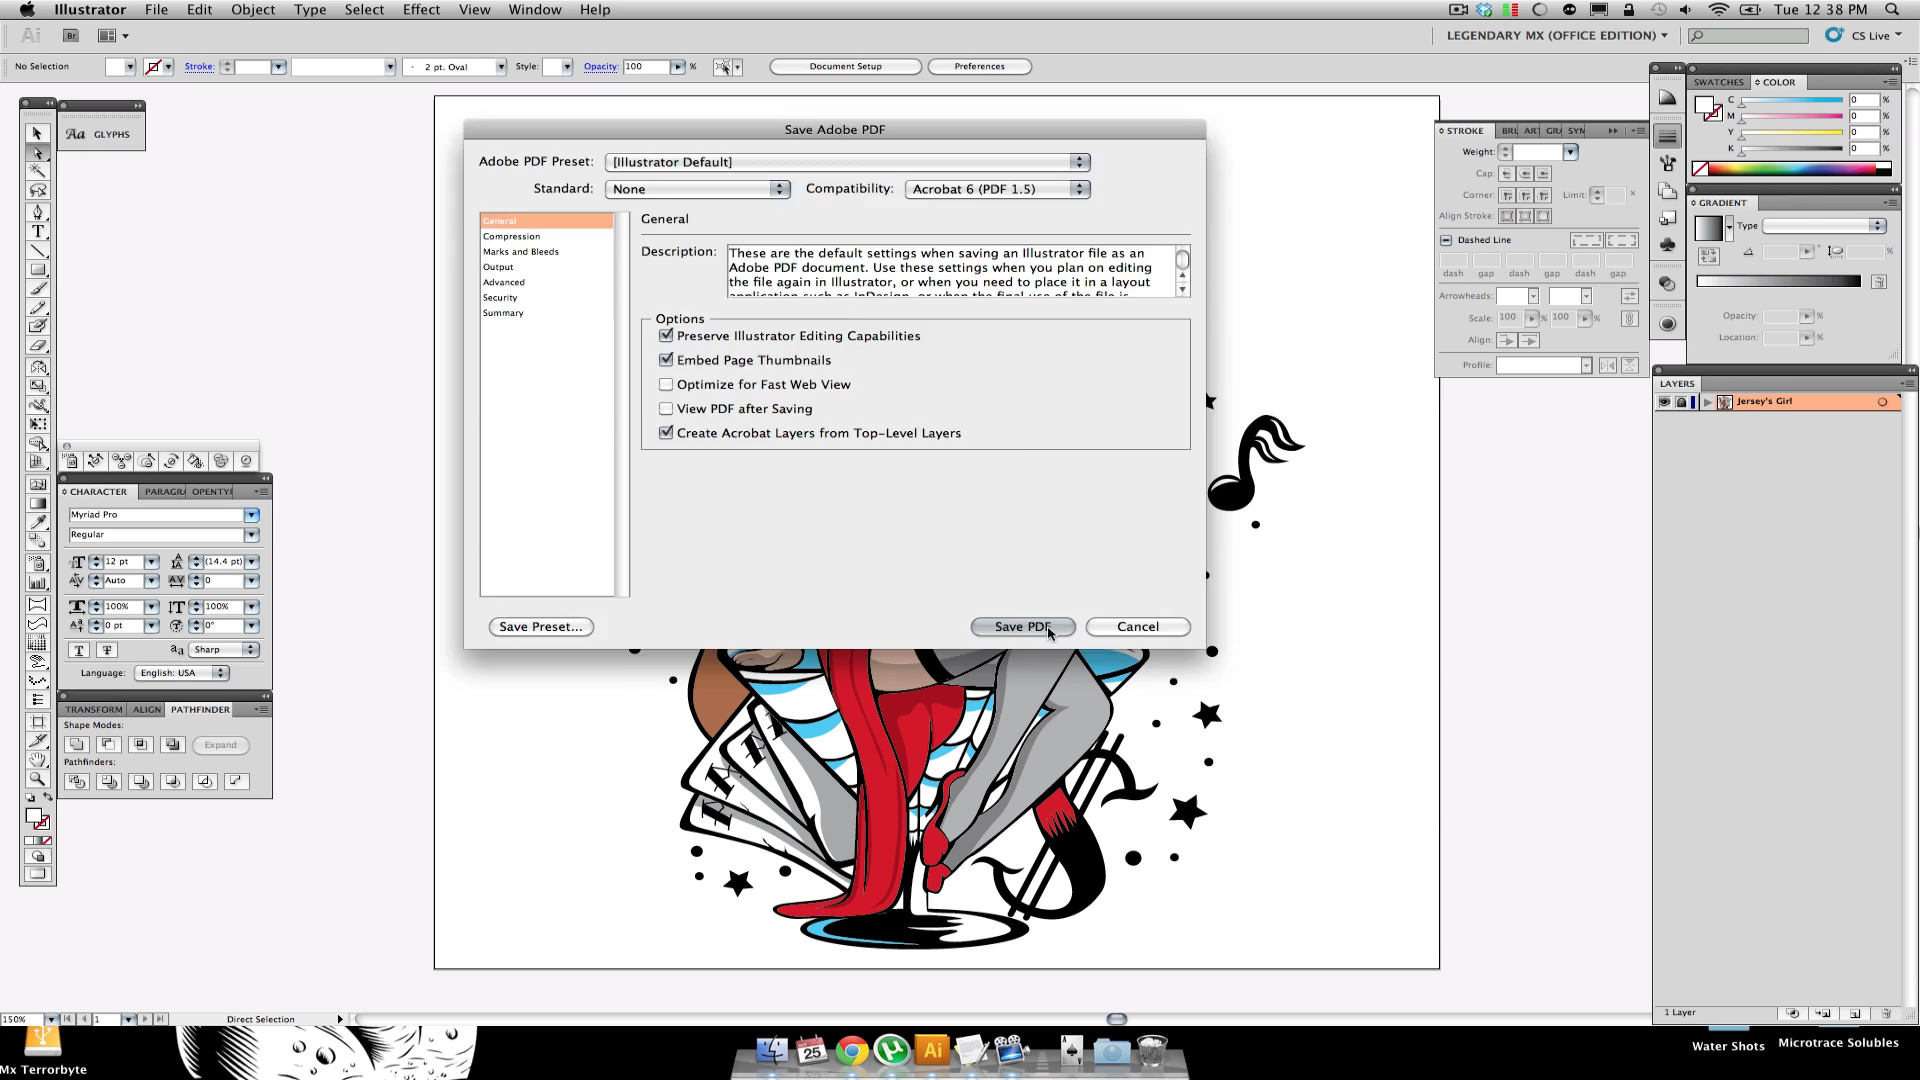 Illustrator File Edit Object Type Select Effect View Window Help
Tue 12 38 PM
Ai Br
LEGENDARY MX (OFFICE EDITION)
CS Live
No Selection
Stroke:
2 pt. Oval
Style:
Opacity: 100 %
Document Setup
Preferences
Aa GLYPHS
Save Adobe PDF
Adobe PDF Preset: [Illustrator Default]
Standard: None
Compatibility: Acrobat 6 (PDF 1.5)
General
Compression
Marks and Bleeds
Output
Advanced
Security
Summary
General
Description: These are the default settings when saving an Illustrator file as an
Adobe PDF document. Use these settings when you plan on editing
the file again in Illustrator, or when you need to place it in a layout
application such as InDesign, or when the final use of the file is
Options
Preserve Illustrator Editing Capabilities
Embed Page Thumbnails
Optimize for Fast Web View
View PDF after Saving
Create Acrobat Layers from Top-Level Layers
Save Preset...
Save PDF
Cancel
CHARACTER PARAGRA OPENTYI
Myriad Pro
Regular
12 pt (14.4 pt)
Auto 0
100% 100%
0 pt 0°
T T aa Sharp
Language: English: USA
TRANSFORM ALIGN PATHFINDER
Shape Modes:
Expand
Pathfinders:
STROKE BRU ART GRA SYN
Weight:
Cap:
Corner: Limit: x
Align Stroke:
Dashed Line
dash gap dash gap dash gap
Arrowheads:
Scale: 100 % 100 %
Align:
Profile:
SWATCHES COLOR
C 0 %
M 0 %
Y 0 %
K 0 %
GRADIENT
Type
Opacity: %
Location: %
LAYERS
Jersey's Girl
1 Layer
150% 1 Direct Selection
Mx Terrorbyte
25
Ai
Water Shots
Microtrace Solubles